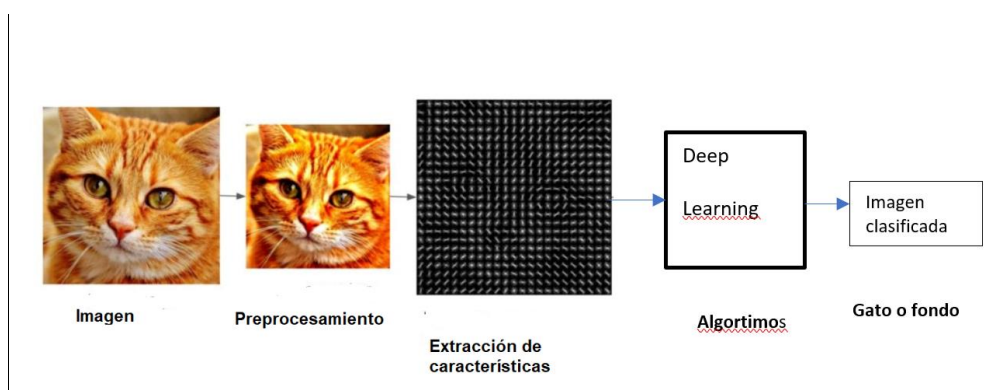 Imagen
Preprocesamiento
Extracción de
características
Deep
Learning
Algortimos
Imagen
clasificada
Gato o fondo